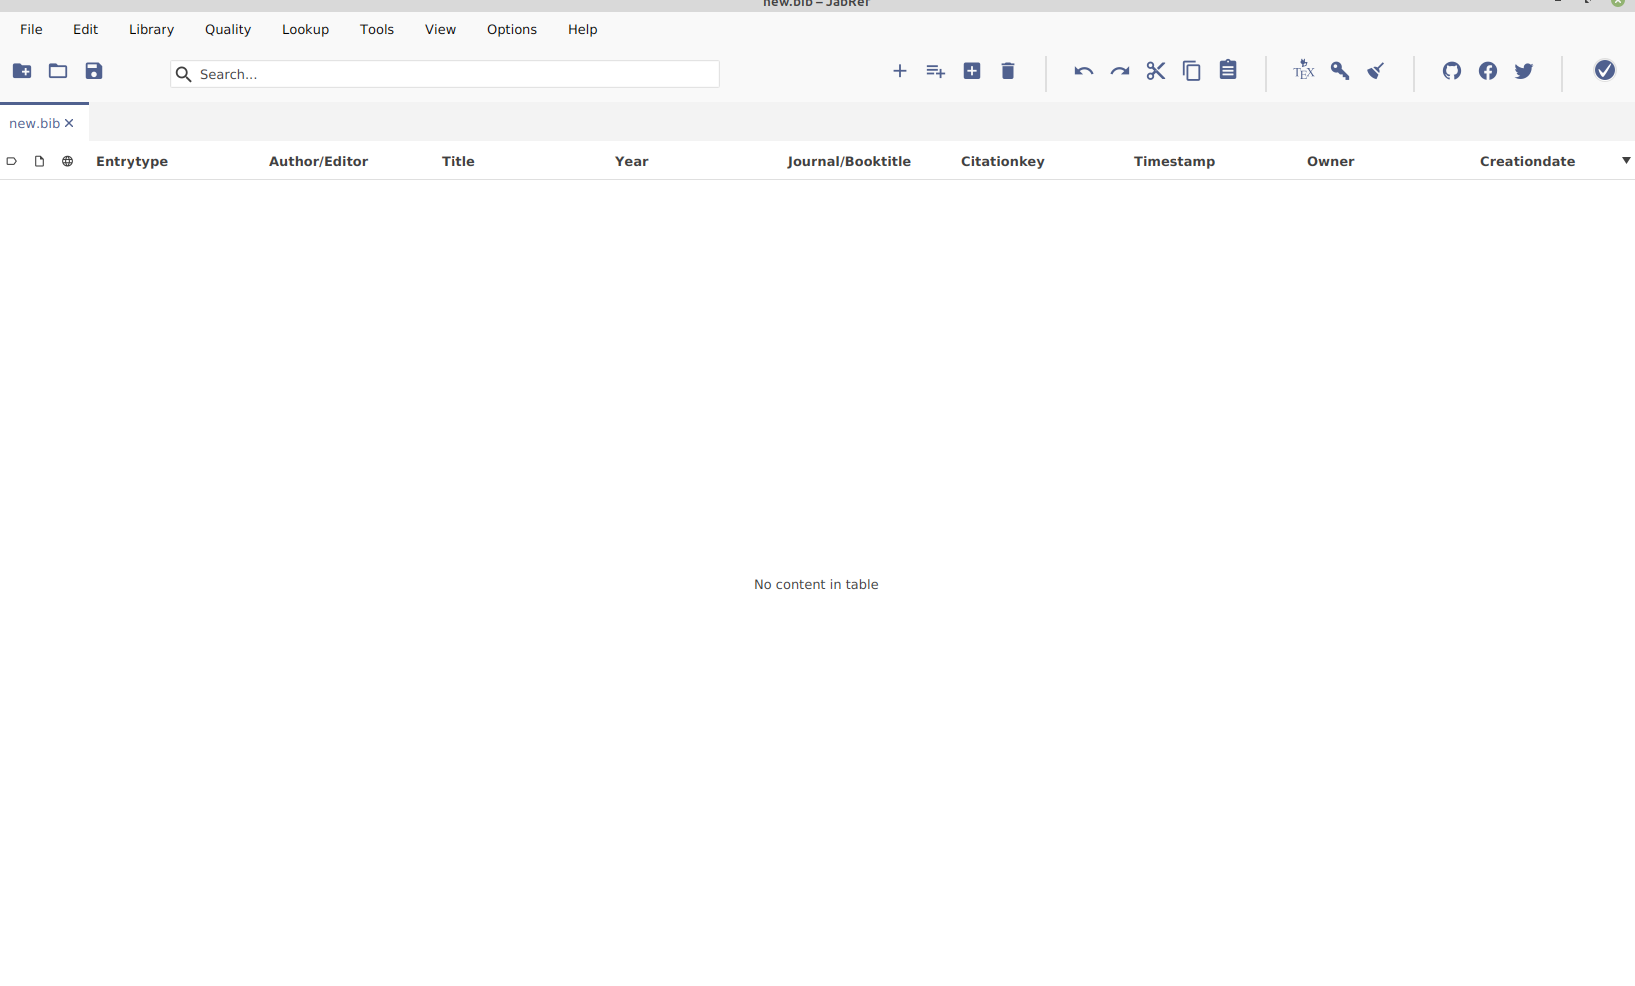 new.bib – JabRef
File Edit Library Quality Lookup Tools View Options Help
Search...
TEX
new.bib
Entrytype Author/Editor Title Year Journal/Booktitle Citationkey Timestamp Owner Creationdate
No content in table